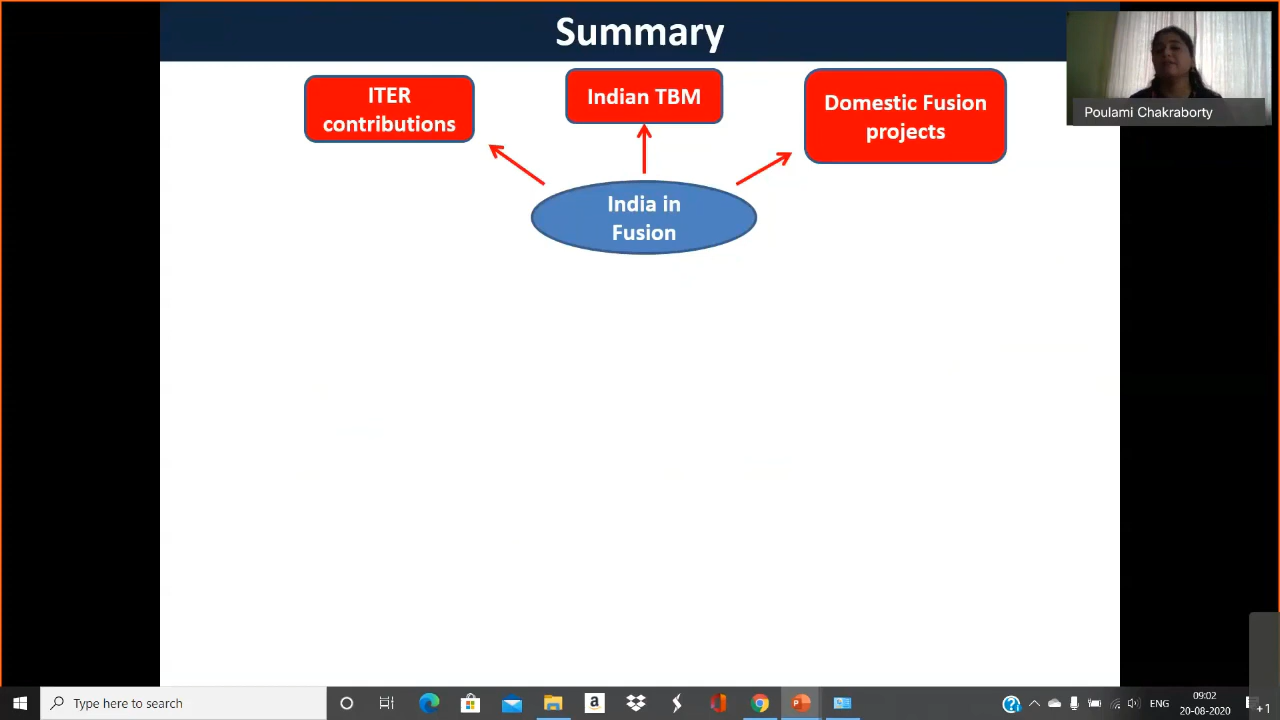 Summary
ITER
contributions
Indian TBM
Domestic Fusion
projects
Poulami Chakraborty
India in
Fusion
Type here to search
a
ENG
09:02
20-08-2020
+1